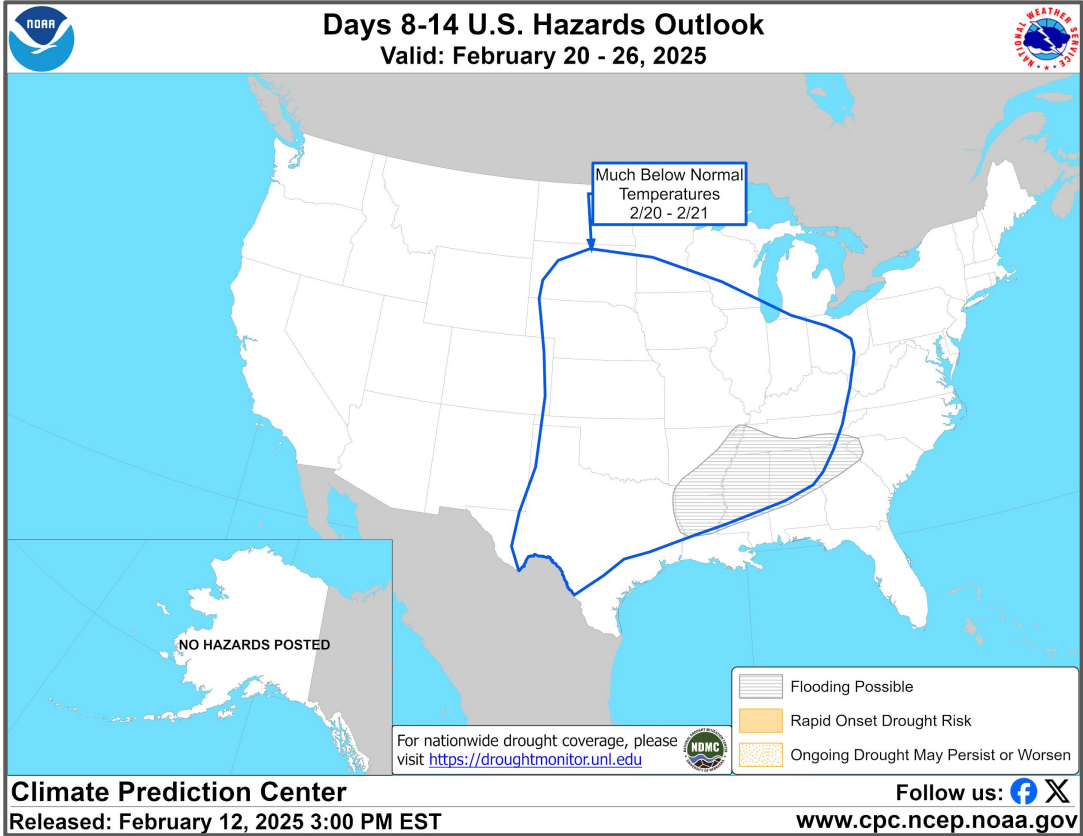 NOAA
Days 8-14 U.S. Hazards Outlook
Valid: February 20 - 26, 2025
NATIONAL WEATHER SERVICE
Much Below Normal
Temperatures
2/20 - 2/21
NO HAZARDS POSTED
For nationwide drought coverage, please
visit https://droughtmonitor.unl.edu
NDMC
Flooding Possible
Rapid Onset Drought Risk
Ongoing Drought May Persist or Worsen
Climate Prediction Center
Follow us:
Released: February 12, 2025 3:00 PM EST
www.cpc.ncep.noaa.gov